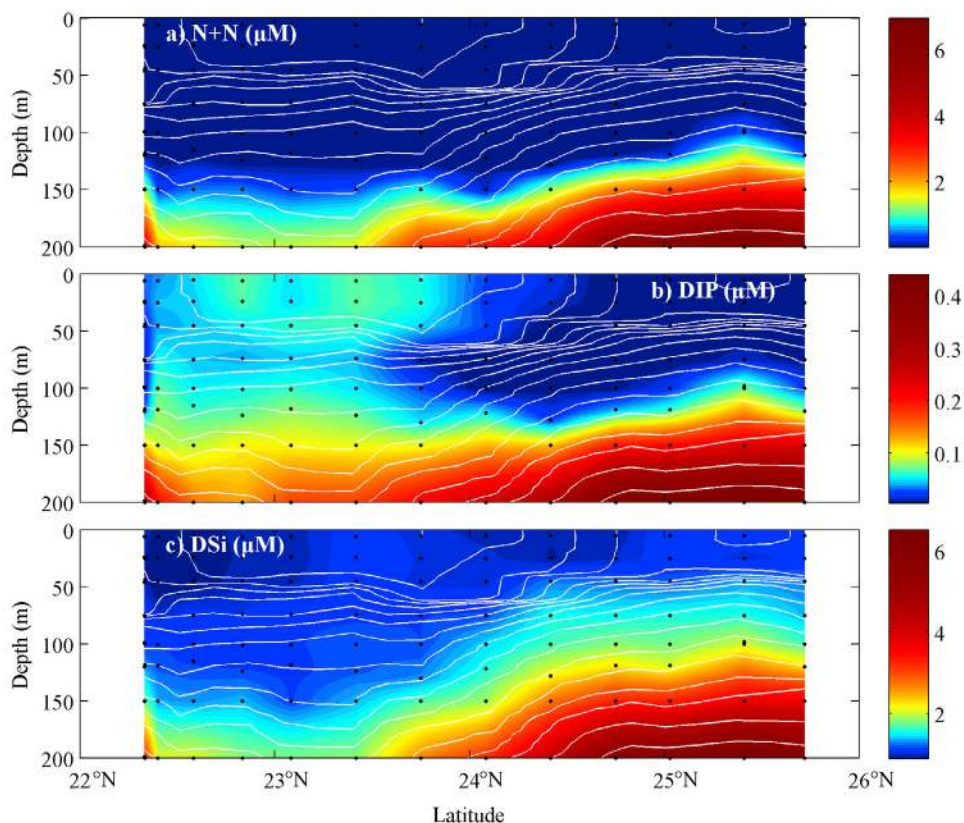 a) N+N (μM)
0
50
100
150
200
Depth (m)
6
4
2
b) DIP (μM)
0
50
100
150
200
Depth (m)
0.4
0.3
0.2
0.1
c) DSi (μM)
0
50
100
150
200
Depth (m)
6
4
2
22°N
23°N
24°N
25°N
26°N
Latitude